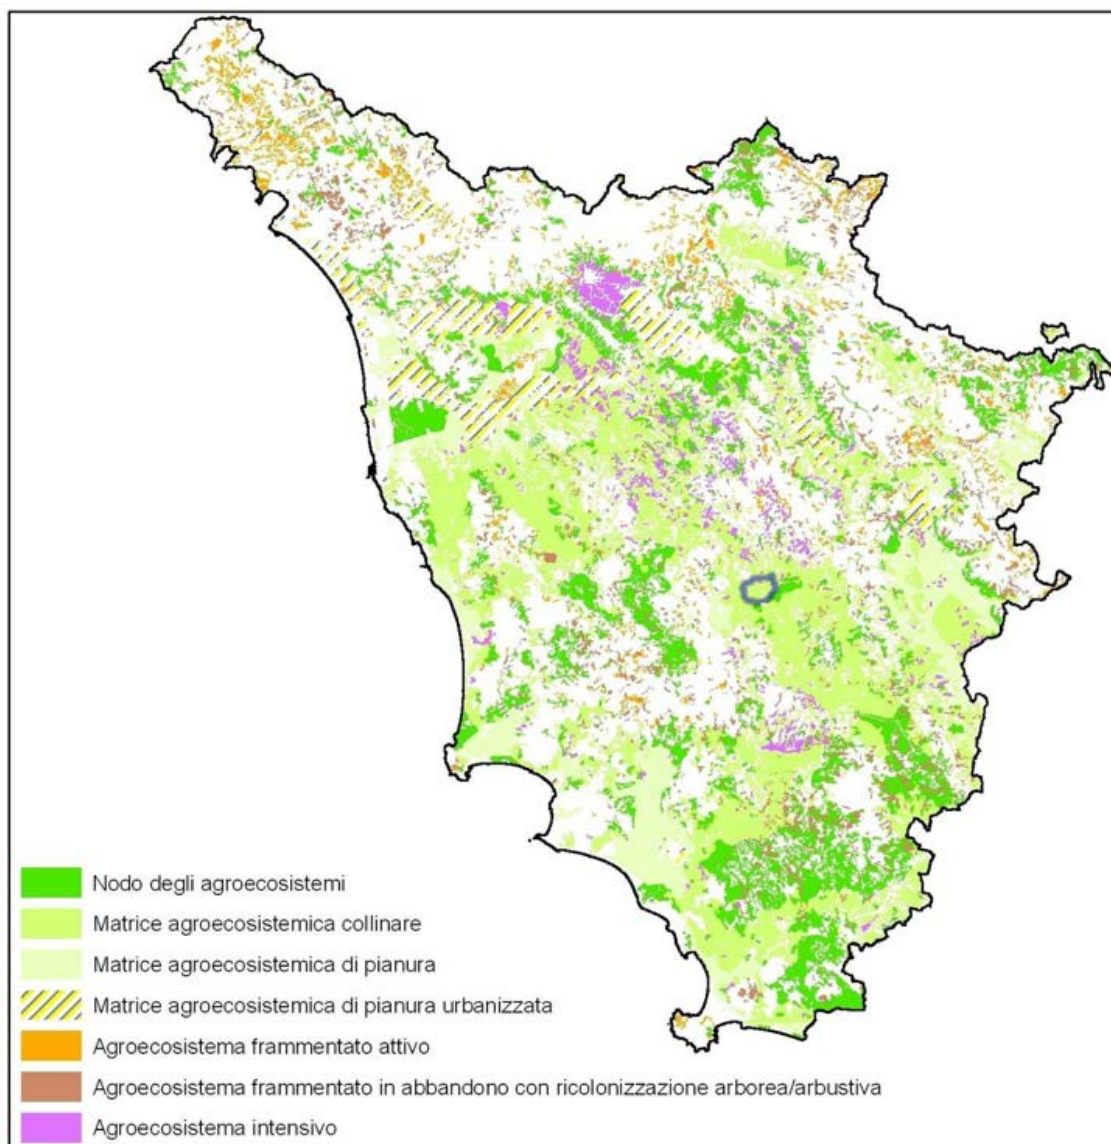 Nodo degli agroecosistemi
Matrice agroecosistemica collinare
Matrice agroecosistemica di pianura
Matrice agroecosistemica di pianura urbanizzata
Agroecosistema frammentato attivo
Agroecosistema frammentato in abbandono con ricolonizzazione arborea/arbustiva
Agroecosistema intensivo